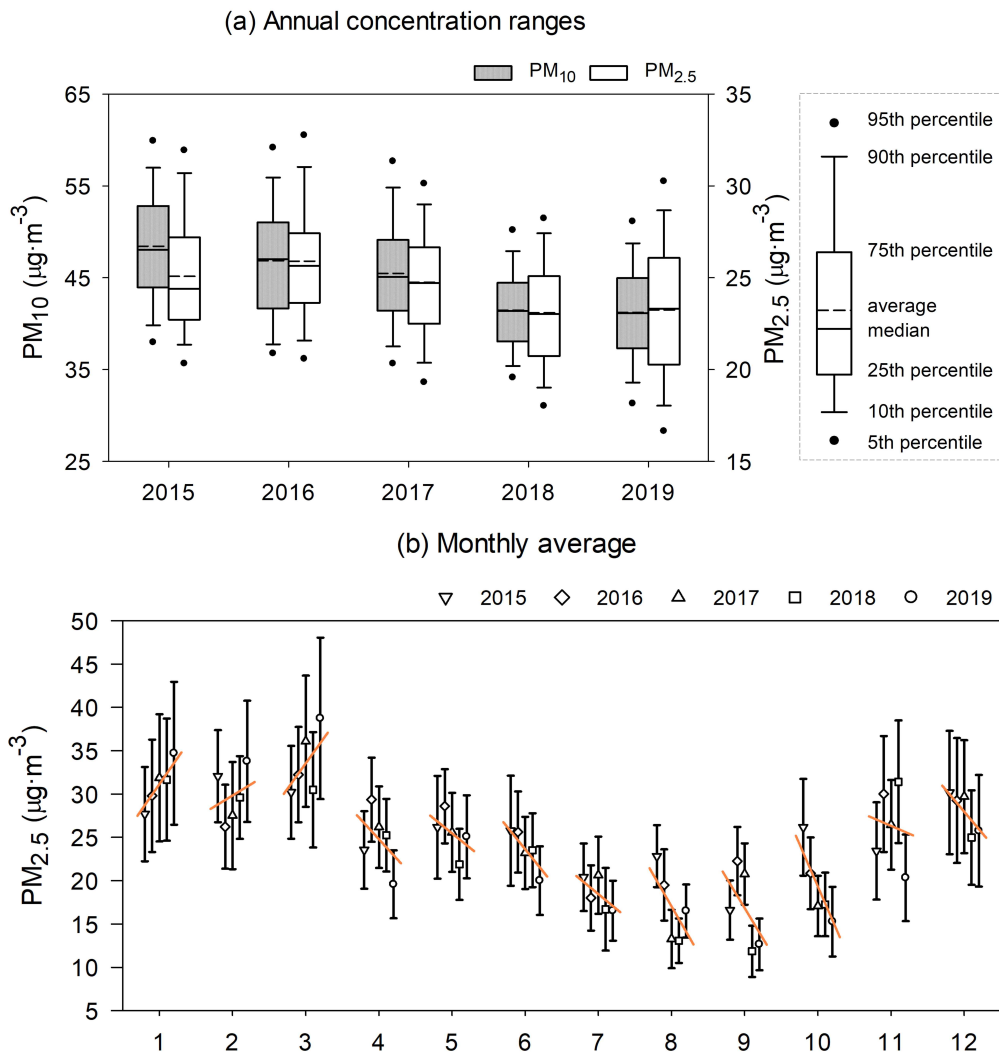 (a) Annual concentration ranges
PM10 PM2.5
65
55
45
35
25
PM10 (μg·m-3)
35
30
25
20
15
PM2.5 (μg·m-3)
2015 2016 2017 2018 2019
95th percentile
90th percentile
75th percentile
average
median
25th percentile
10th percentile
5th percentile
(b) Monthly average
2015 2016 2017 2018 2019
50
45
40
35
30
25
20
15
10
5
PM2.5 (μg·m-3)
1 2 3 4 5 6 7 8 9 10 11 12